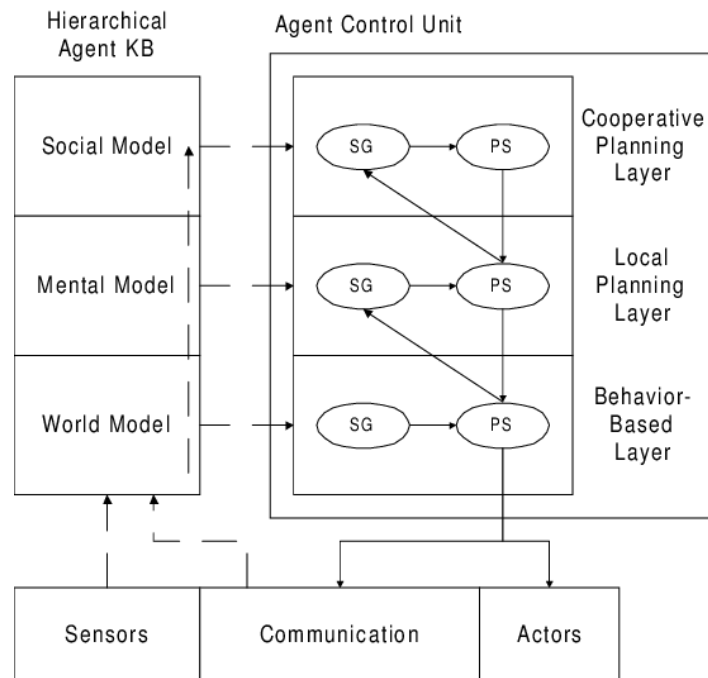 Hierarchical
Agent KB
Agent Control Unit
Social Model
SG
PS
Cooperative
Planning
Layer
Mental Model
SG
PS
Local
Planning
Layer
World Model
SG
PS
Behavior-
Based
Layer
Sensors
Communication
Actors